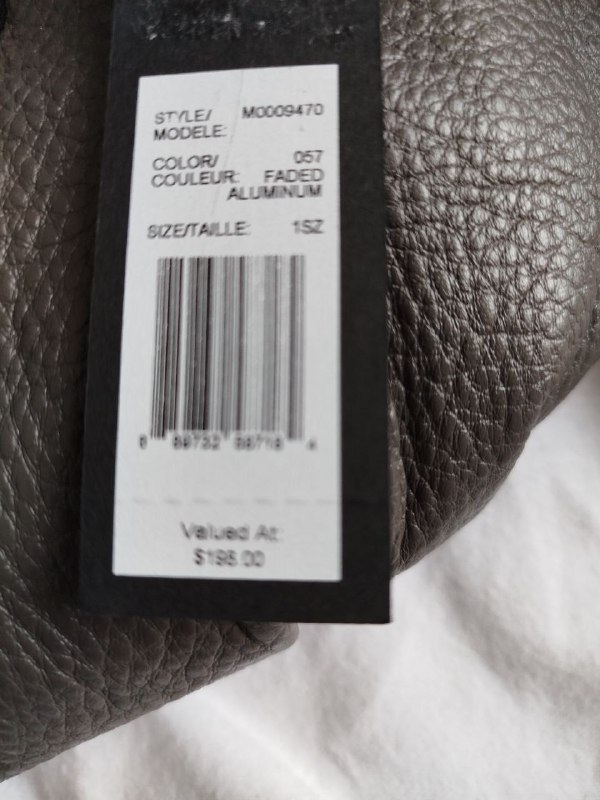 STYLE/ M0009470
MODELE:
COLOR/ 057
COULEUR: FADED
ALUMINUM
SIZE/TAILLE: 1SZ
Valued At:
$198.00